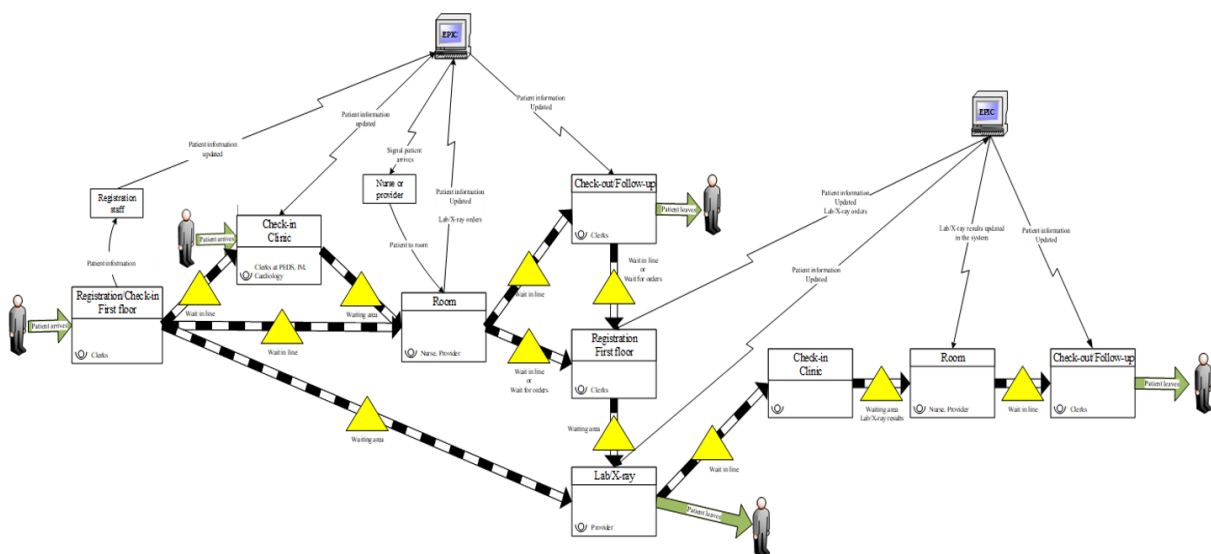 EPIC
Patient information
Updated
Patient information
updated
Patient information
updated
Signal patient
arrives
Patient information
Updated
Lab/X-ray orders
Registration
staff
Nurse or
provider
Patient information
Patient to room
Patient arrives
Check-in
Clinic
Clerks at PEDS, IM,
Cardiology
Check-out/Follow-up
Clerks
Patient leaves
EPIC
Patient information
Updated
Lab/X-ray orders
Patient information
Updated
Lab/X-ray results updated
in the system
Patient information
Updated
Patient arrives
Registration/Check-in
First floor
Clerks
Wait in line
Waiting area
Wait in line
Room
Nurse, Provider
Wait in line
Wait in line
or
Wait for orders
Wait in line
or
Wait for orders
Registration
First floor
Clerks
Waiting area
Waiting area
Lab/X-ray
Provider
Patient leaves
Wait in line
Check-in
Clinic
Waiting area
Lab/X-ray results
Room
Nurse, Provider
Wait in line
Check-out/Follow-up
Clerks
Patient leaves